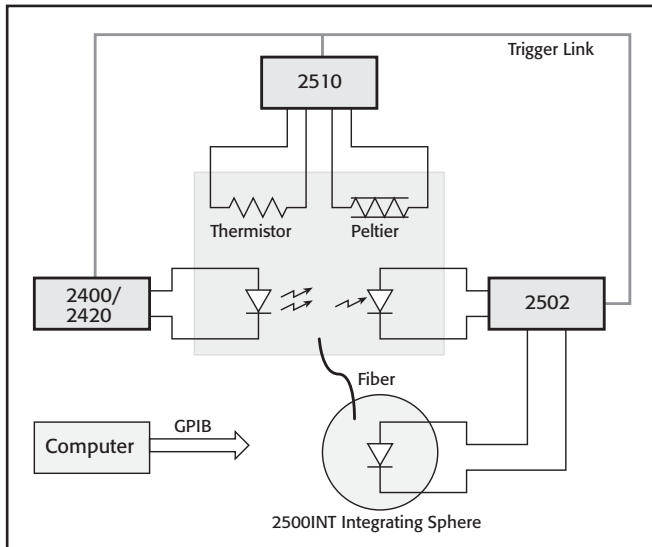 Trigger Link
2510
Thermistor
Peltier
2400/
2420
2502
Fiber
GPIB
Computer
2500INT Integrating Sphere